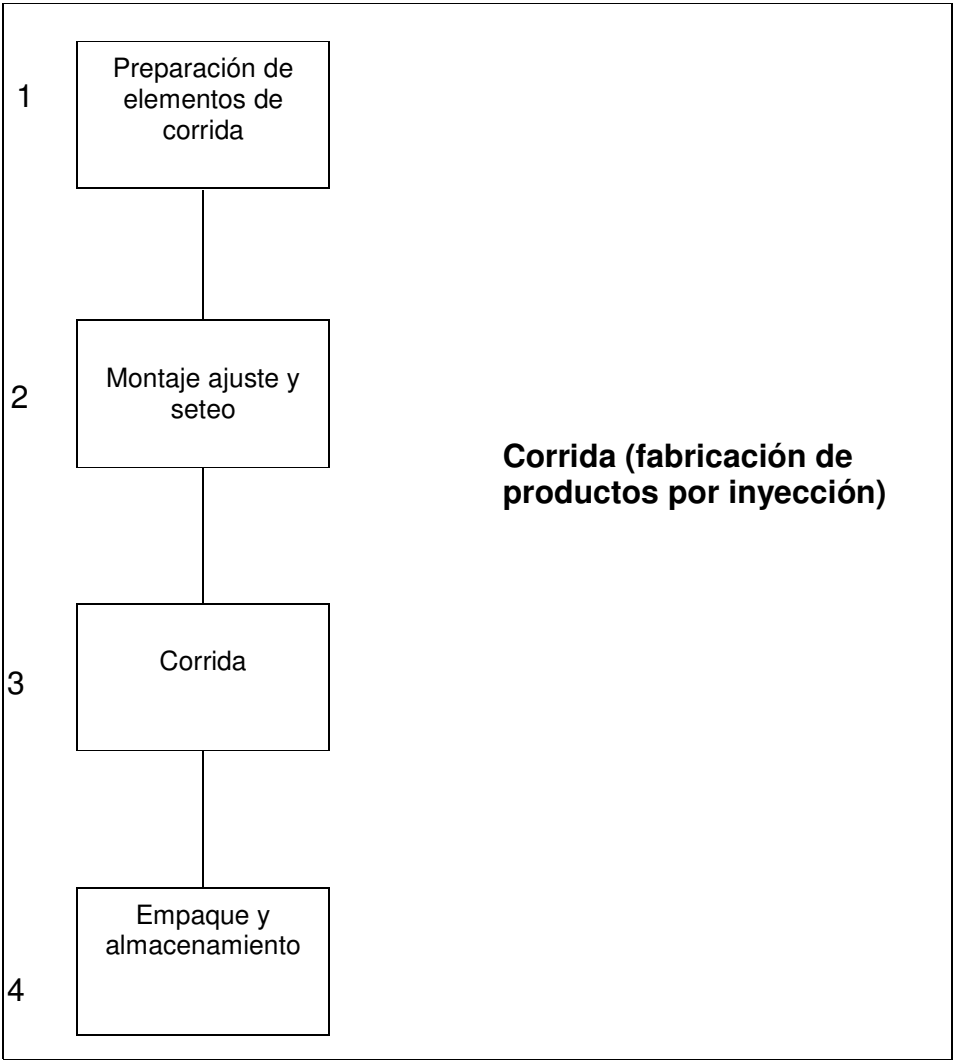 1
Preparación de
elementos de
corrida
2
Montaje ajuste y
seteo
Corrida (fabricación de
productos por inyección)
3
Corrida
4
Empaque y
almacenamiento